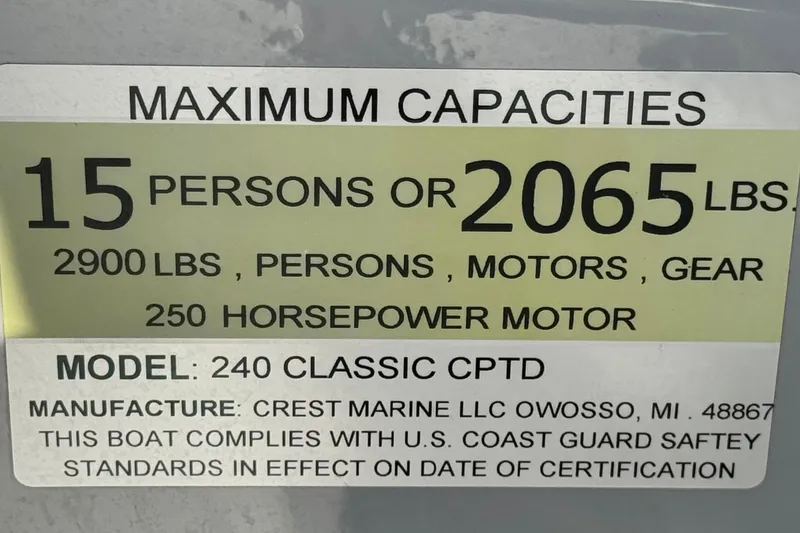 MAXIMUM CAPACITIES
15 PERSONS OR 2065 LBS.
2900 LBS , PERSONS , MOTORS , GEAR
250 HORSEPOWER MOTOR
MODEL: 240 CLASSIC CPTD
MANUFACTURE: CREST MARINE LLC OWOSSO, MI . 48867
THIS BOAT COMPLIES WITH U.S. COAST GUARD SAFTEY
STANDARDS IN EFFECT ON DATE OF CERTIFICATION